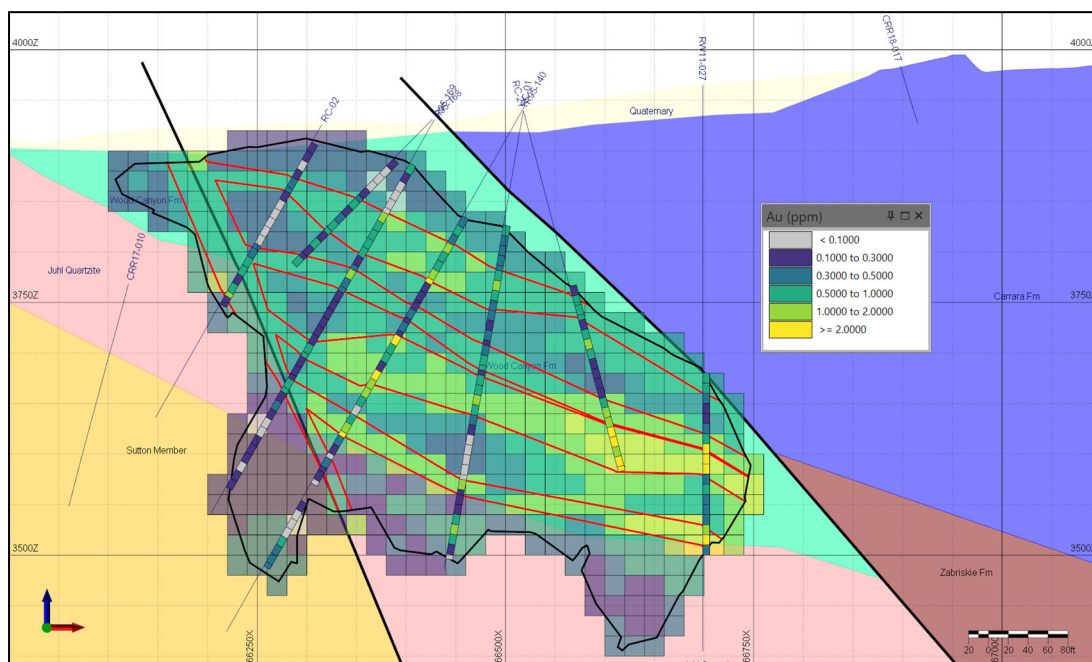 4000Z
4000Z
CRR18-017
RW11-027
RC-01
RC-02
Quaternary
Au (ppm)
< 0.1000
0.1000 to 0.3000
0.3000 to 0.5000
0.5000 to 1.0000
1.0000 to 2.0000
>= 2.0000
Wood Canyon Fm
Juhl Quartzite
CRR17-010
3750Z
3750Z
Carrara Fm
Wood Canyon Fm
Sutton Member
3500Z
3500Z
Zabriskie Fm
66250X
66500X
66750X
20 0 20 40 60 80ft